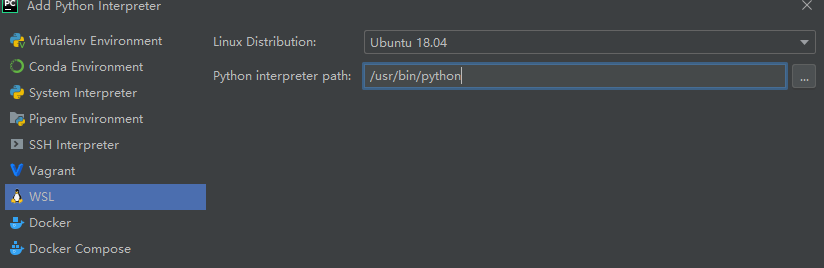 PC Add Python Interpreter
Virtualenv Environment
Conda Environment
System Interpreter
Pipenv Environment
SSH Interpreter
Vagrant
WSL
Docker
Docker Compose
Linux Distribution: Ubuntu 18.04
Python interpreter path: /usr/bin/python ...